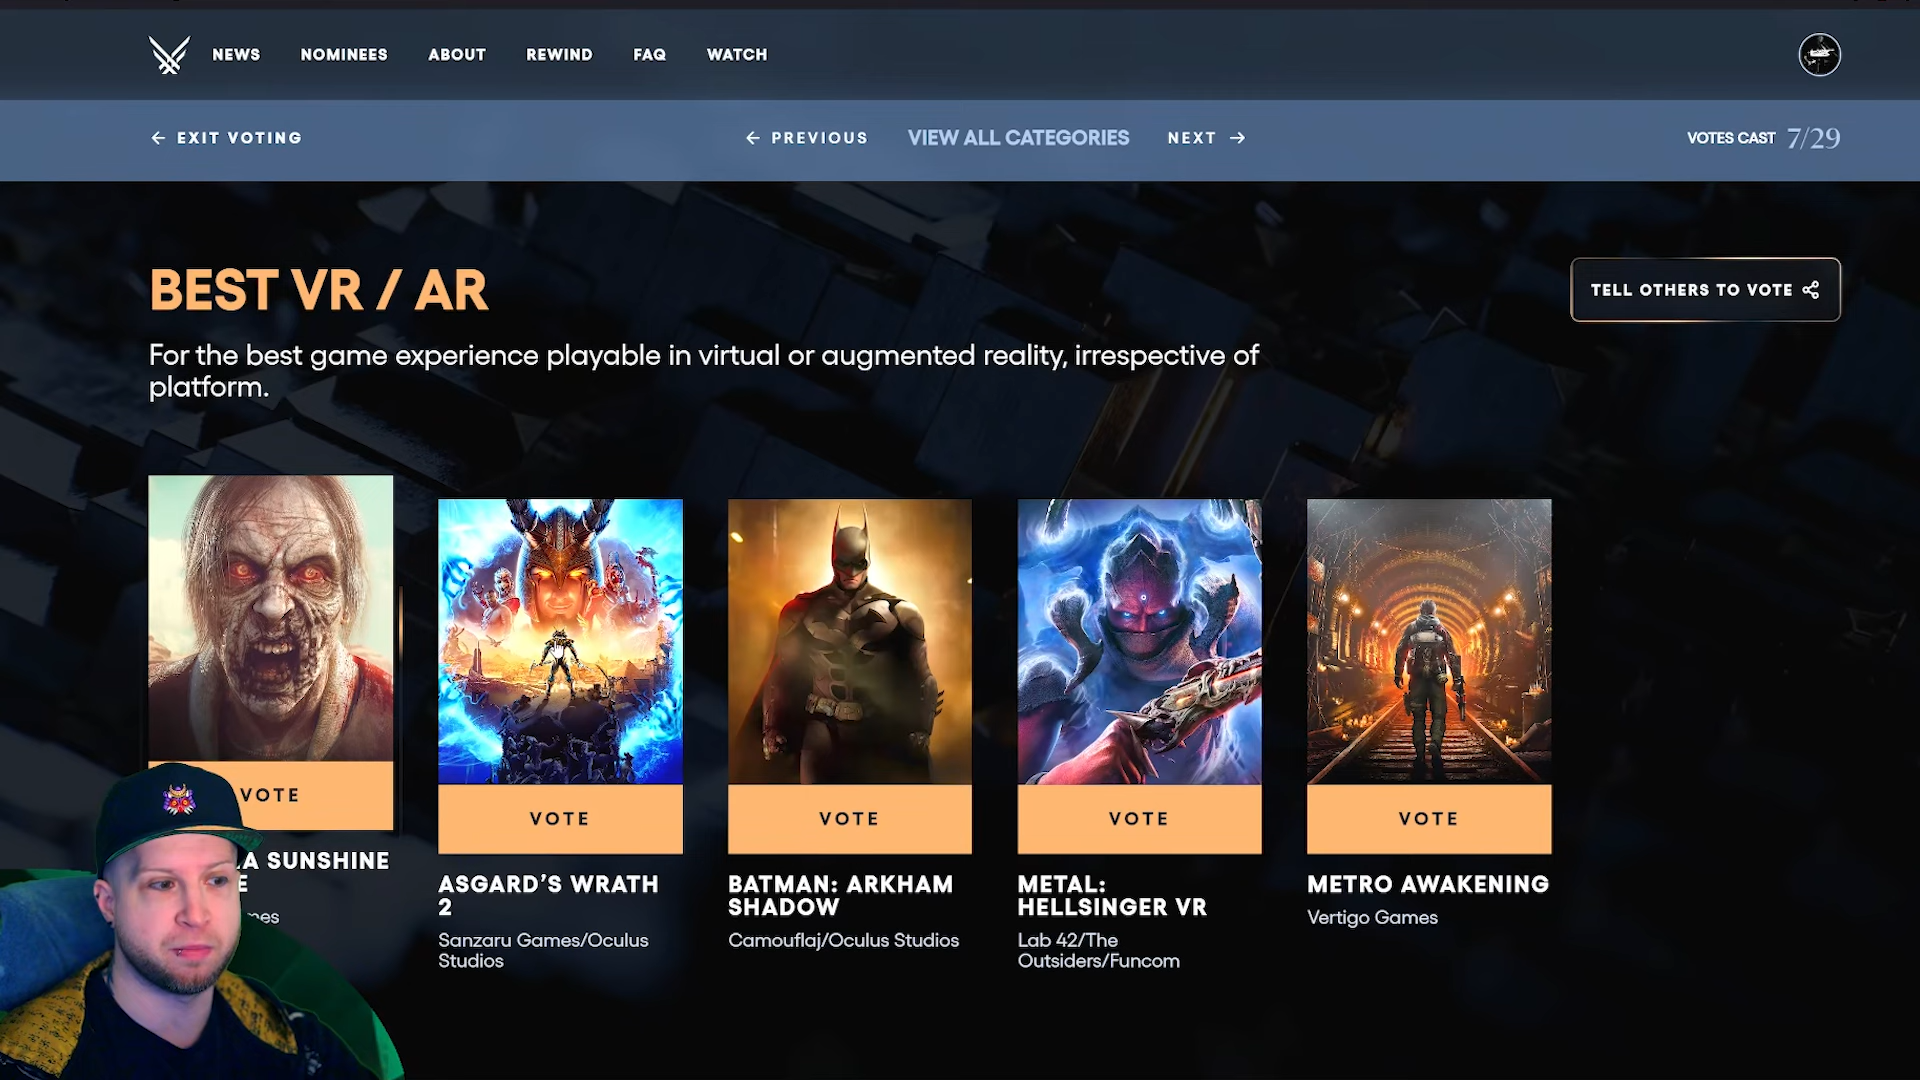 NEWS
NOMINEES
ABOUT
REWIND
FAQ
WATCH
← EXIT VOTING
← PREVIOUS
VIEW ALL CATEGORIES
NEXT →
VOTES CAST 7/29
BEST VR / AR
TELL OTHERS TO VOTE
For the best game experience playable in virtual or augmented reality, irrespective of
platform.
VOTE
SUNSHINE
VOTE
ASGARD’S WRATH
2
Sanzaru Games/Oculus
Studios
VOTE
BATMAN: ARKHAM
SHADOW
Camouflaj/Oculus Studios
VOTE
METAL:
HELLSINGER VR
Lab 42/The
Outsiders/Funcom
VOTE
METRO AWAKENING
Vertigo Games